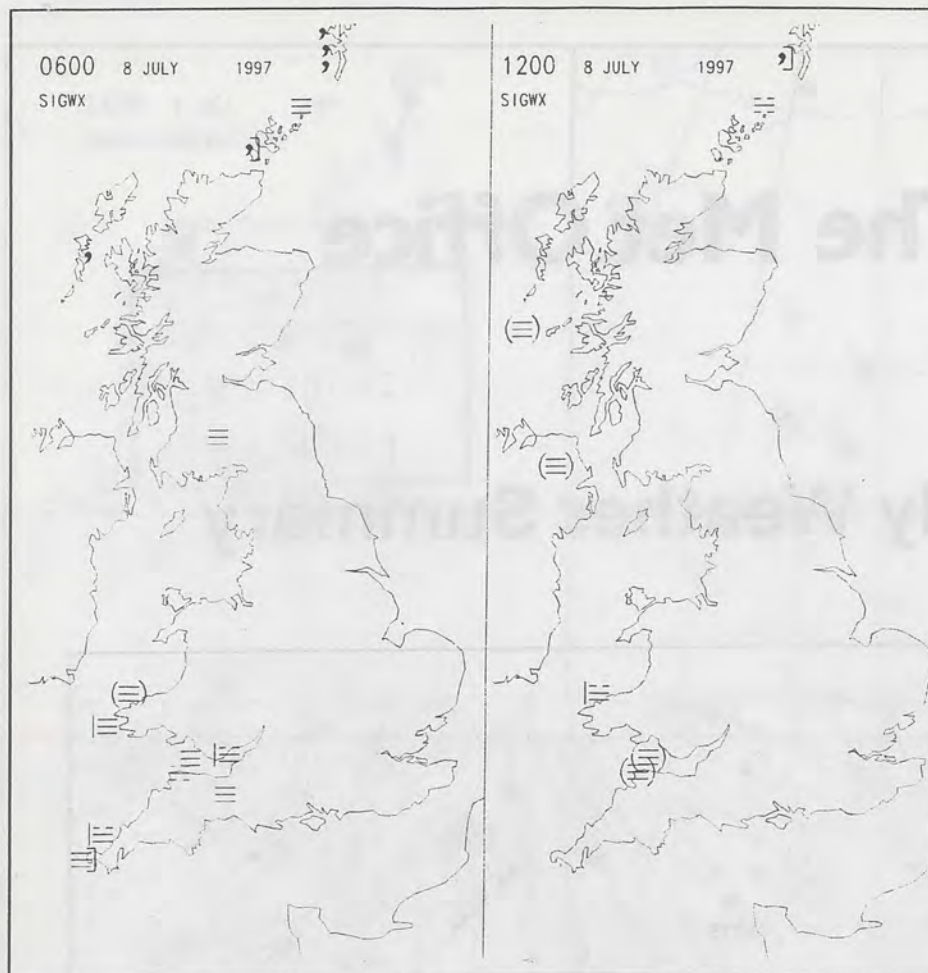 0600 8 JULY 1997
SIGWX
1200 8 JULY 1997
SIGWX
The Met Office
ly Weather Summary